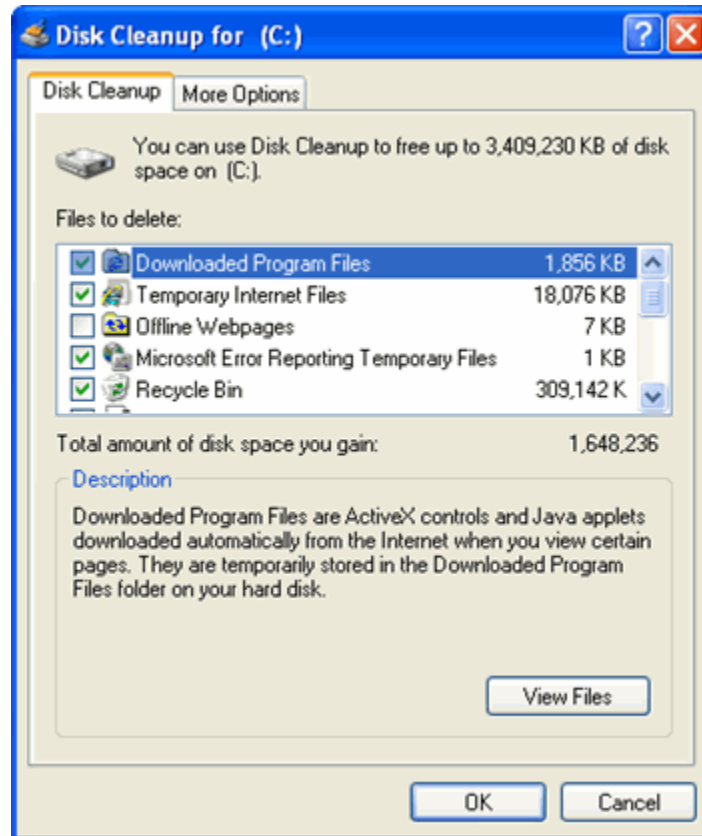 Disk Cleanup for (C:)
Disk Cleanup
More Options
You can use Disk Cleanup to free up to 3,409,230 KB of disk
space on (C:).
Files to delete:
Downloaded Program Files 1,856 KB
Temporary Internet Files 18,076 KB
Offline Webpages 7 KB
Microsoft Error Reporting Temporary Files 1 KB
Recycle Bin 309,142 K
Total amount of disk space you gain: 1,648,236
Description
Downloaded Program Files are ActiveX controls and Java applets
downloaded automatically from the Internet when you view certain
pages. They are temporarily stored in the Downloaded Program
Files folder on your hard disk.
View Files
OK
Cancel